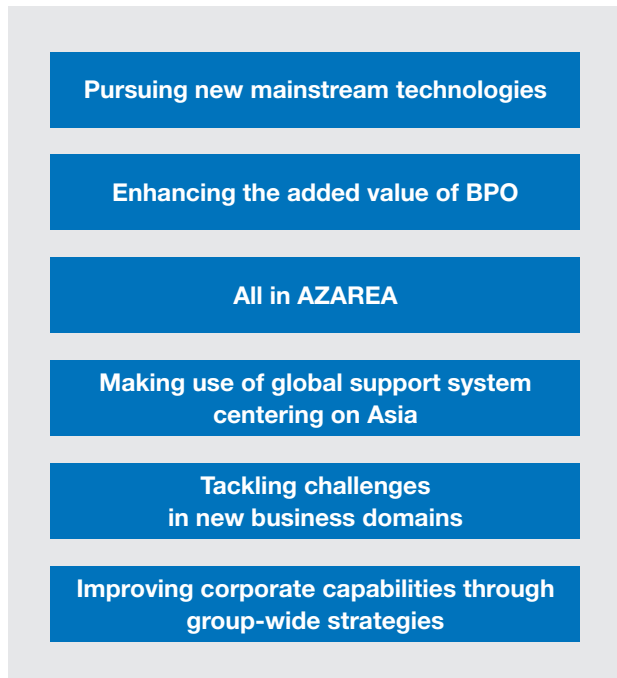 Pursuing new mainstream technologies
Enhancing the added value of BPO
All in AZAREA
Making use of global support system
centering on Asia
Tackling challenges
in new business domains
Improving corporate capabilities through
group-wide strategies